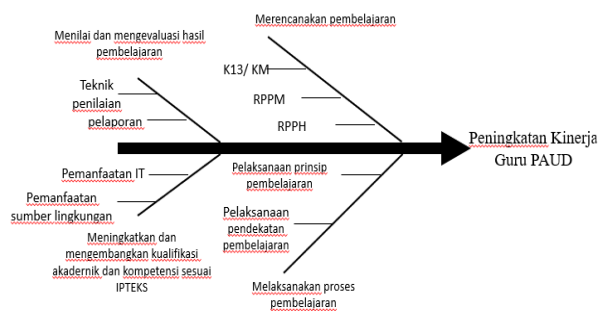 Merencanakan pembelajaran
Menilai dan mengevaluasi hasil
pembelajaran
K13/ KM
Teknik
penilaian
RPPM
pelaporan
RPPH
Peningkatan Kinerja
Guru PAUD
Pemanfaatan IT
Pemanfaatan
sumber lingkungan
Pelaksanaan prinsip
pembelajaran
Pelaksanaan
pendekatan
pembelajaran
Meningkatkan dan
mengembangkan kualifikasi
akademik dan kompetensi sesuai
IPTEKS
Melaksanakan proses
pembelajaran